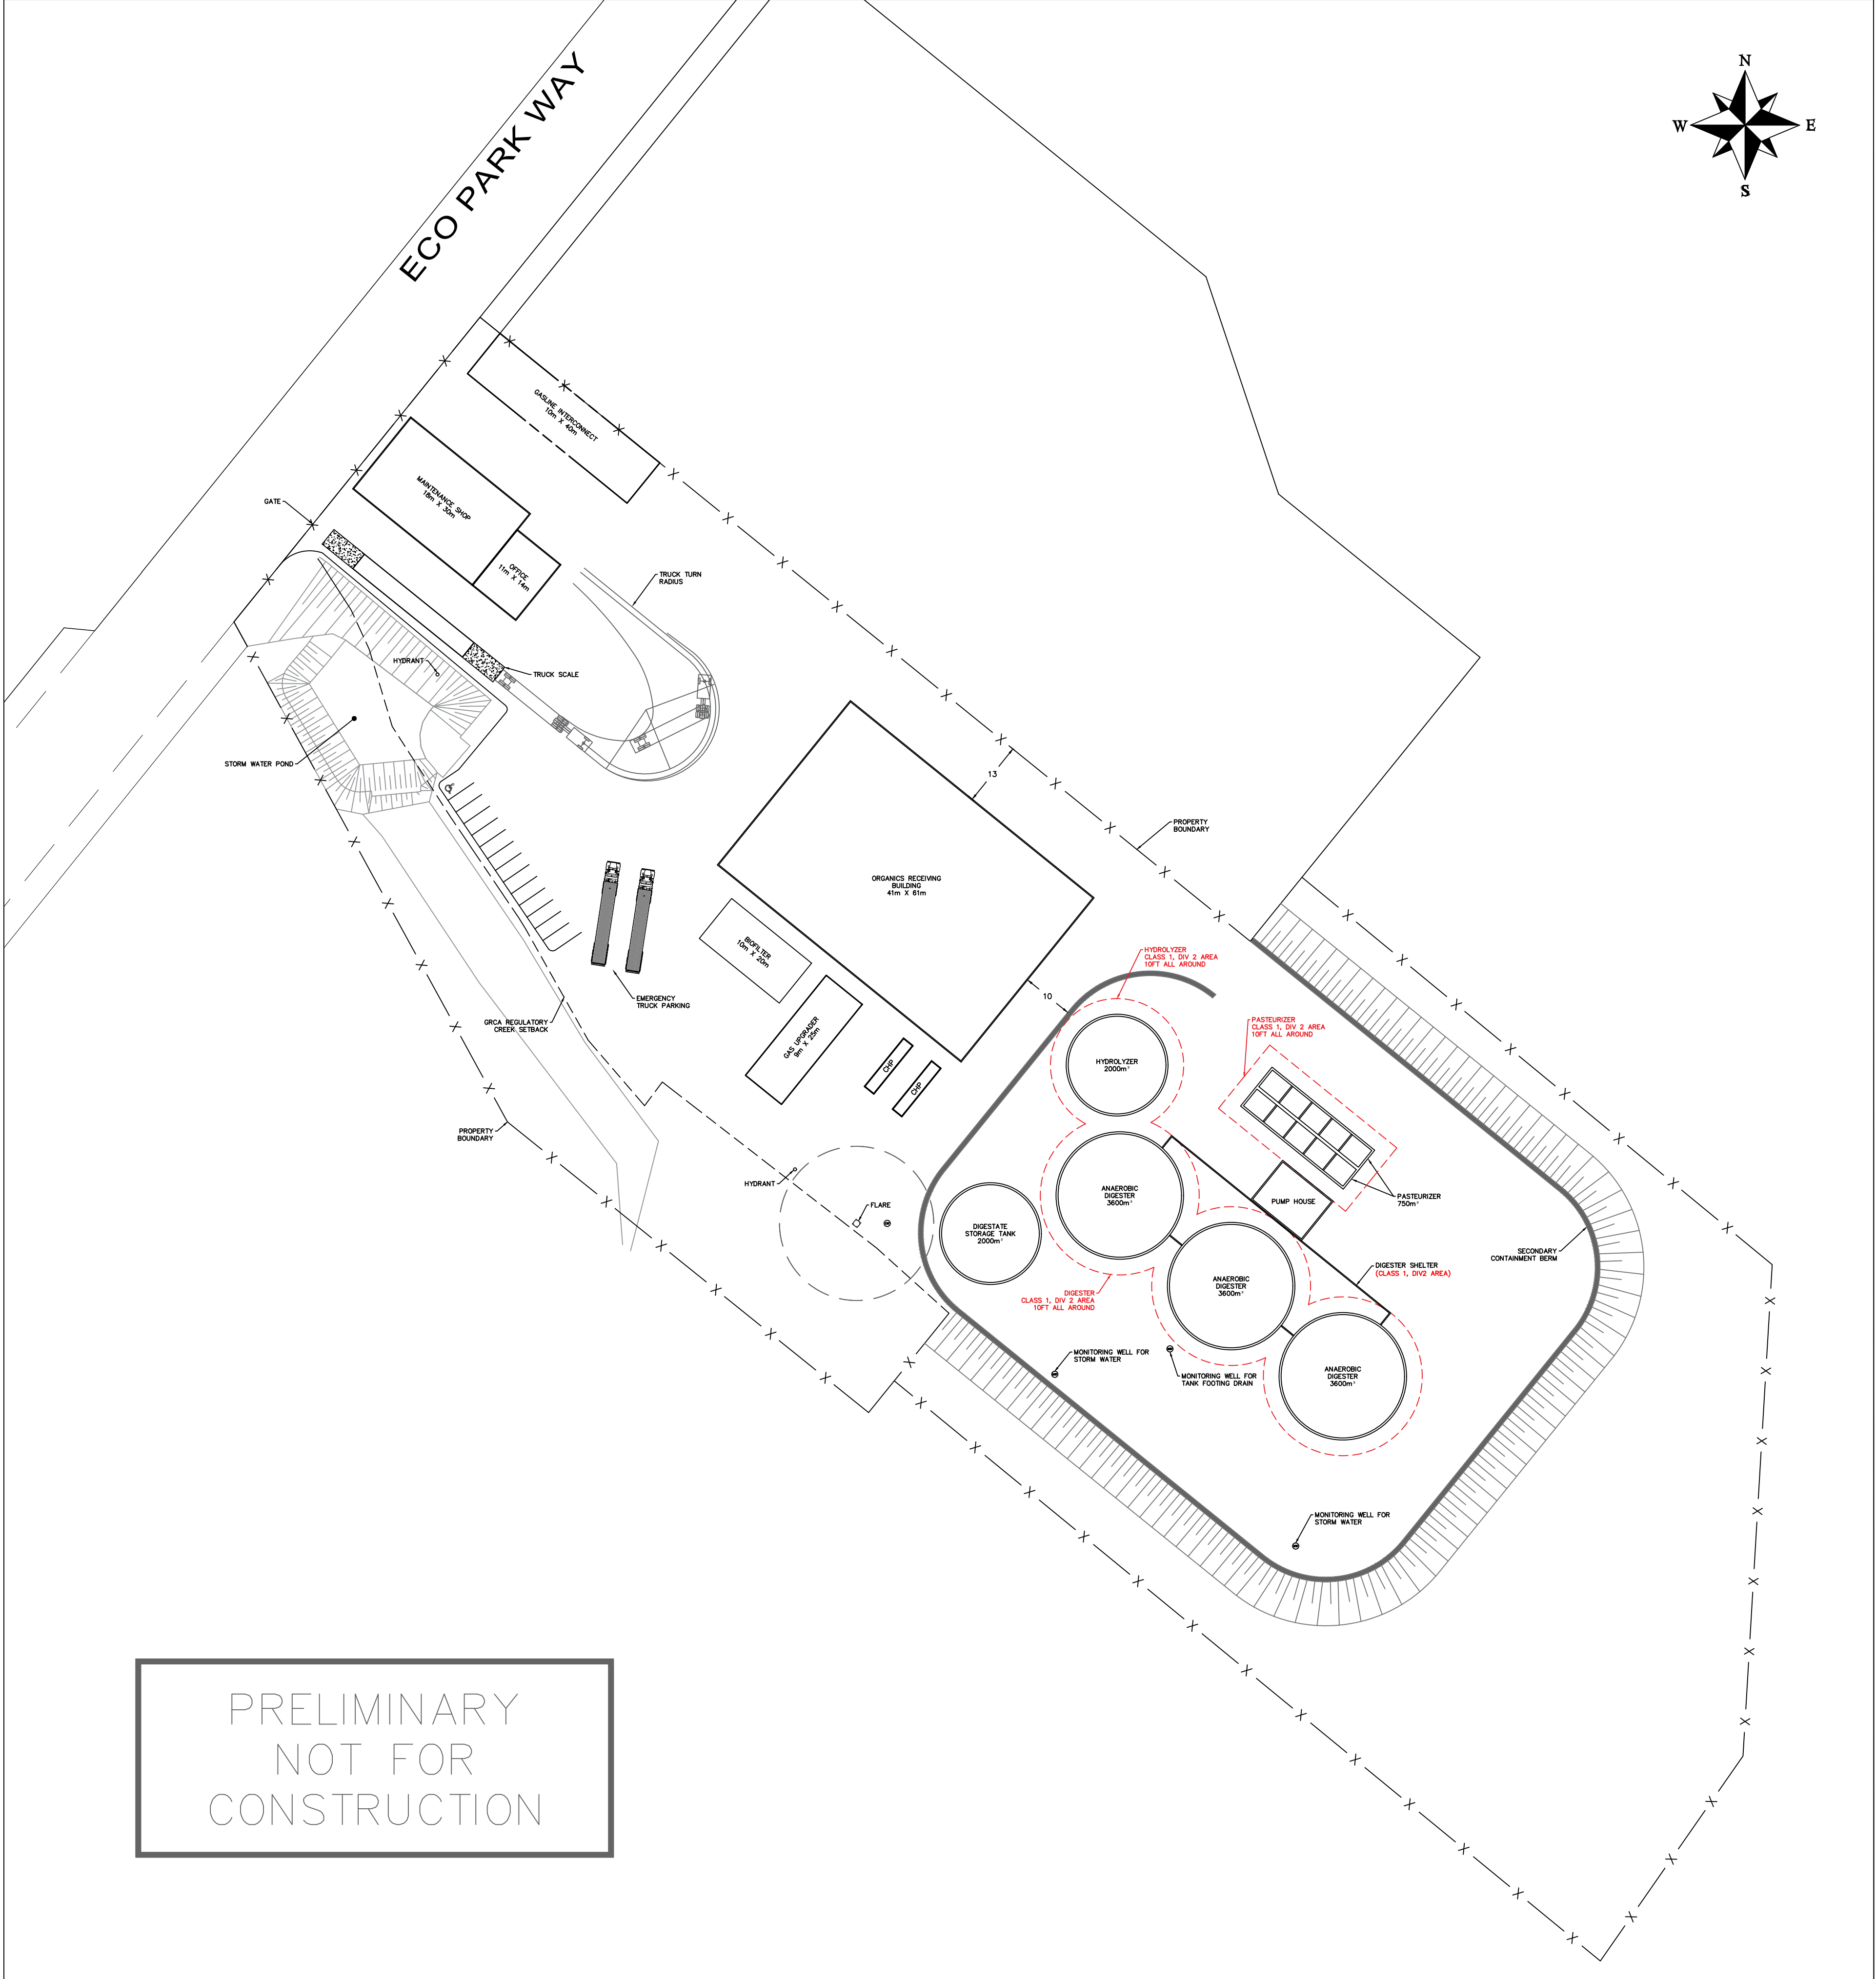 ECO PARK WAY
N
W
E
S
GASLINE INTERCONNECT
10m X 40m
MAINTENANCE SHOP
18m X 30m
GATE
OFFICE
11m X 14m
TRUCK TURN
RADIUS
HYDRANT
TRUCK SCALE
STORM WATER POND
13
PROPERTY
BOUNDARY
ORGANICS RECEIVING
BUILDING
41m X 61m
BIOFILTER
10m X 20m
EMERGENCY
TRUCK PARKING
GRCA REGULATORY
CREEK SETBACK
GAS UPGRADER
9m X 25m
CHP
CHP
10
HYDROLYZER
CLASS 1, DIV 2 AREA
10FT ALL AROUND
PASTEURIZER
CLASS 1, DIV 2 AREA
10FT ALL AROUND
HYDROLYZER
2000m³
PROPERTY
BOUNDARY
HYDRANT
FLARE
ANAEROBIC
DIGESTER
3600m³
PUMP HOUSE
PASTEURIZER
750m³
DIGESTATE
STORAGE TANK
2000m³
SECONDARY
CONTAINMENT BERM
DIGESTER SHELTER
(CLASS 1, DIV2 AREA)
ANAEROBIC
DIGESTER
3600m³
DIGESTER
CLASS 1, DIV 2 AREA
10FT ALL AROUND
MONITORING WELL FOR
STORM WATER
MONITORING WELL FOR
TANK FOOTING DRAIN
ANAEROBIC
DIGESTER
3600m³
MONITORING WELL FOR
STORM WATER
PRELIMINARY
NOT FOR
CONSTRUCTION